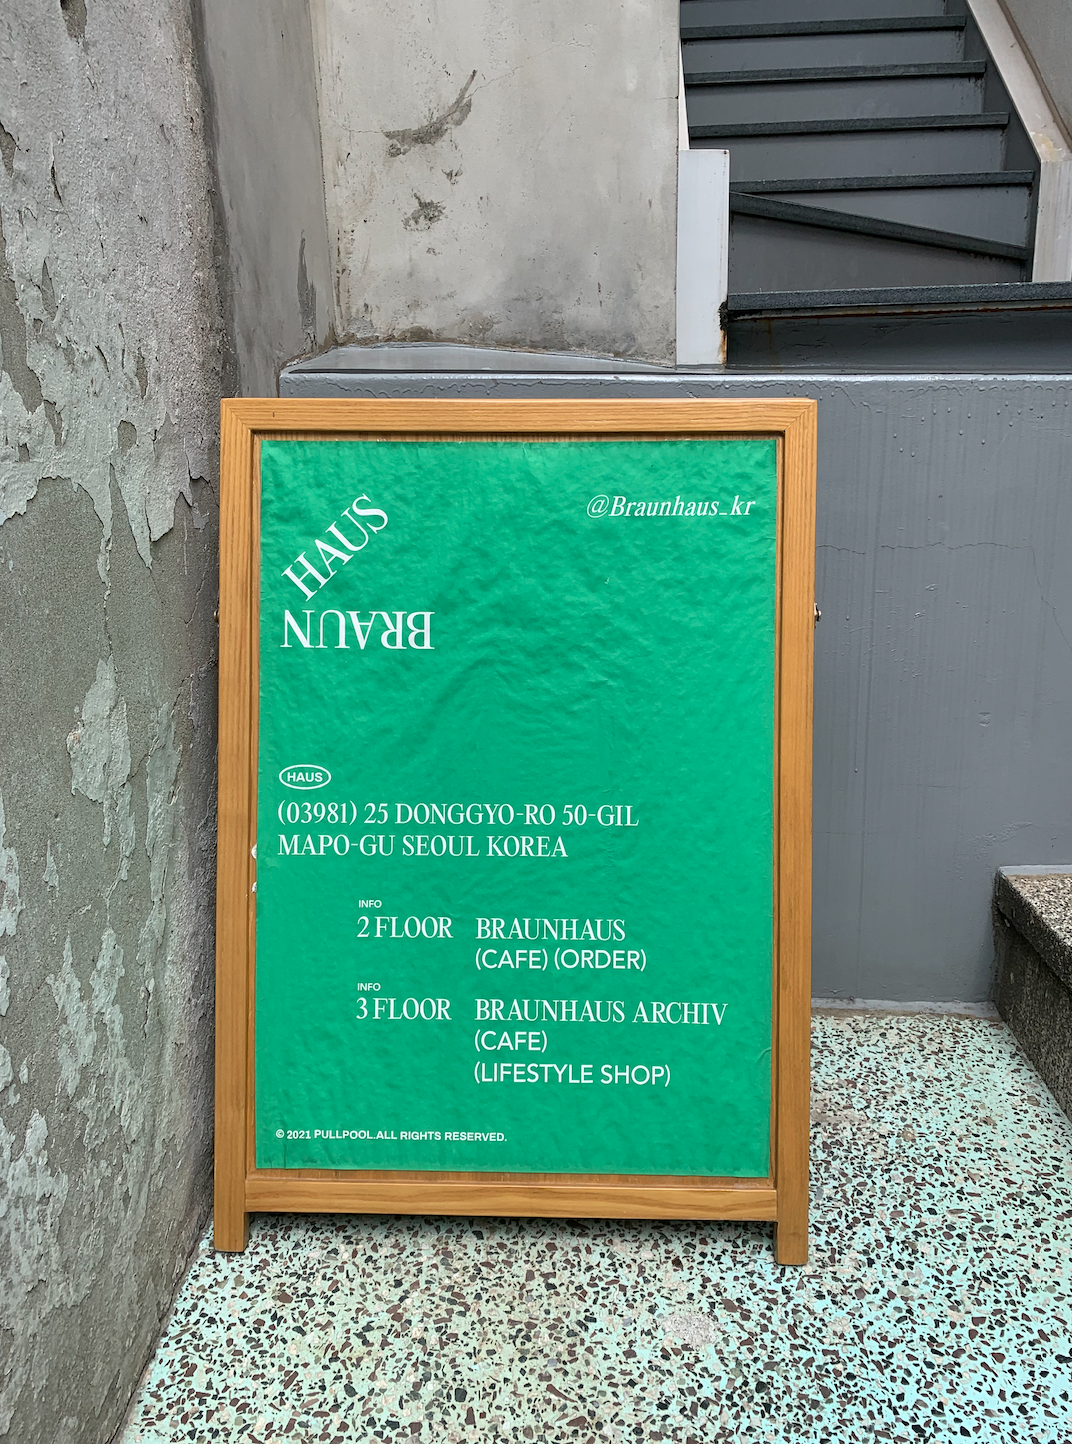 HAUS
BRAUN
@Braunhaus_kr
HAUS
(03981) 25 DONGGYO-RO 50-GIL
MAPO-GU SEOUL KOREA
INFO
2 FLOOR BRAUNHAUS
(CAFE) (ORDER)
INFO
3 FLOOR BRAUNHAUS ARCHIV
(CAFE)
(LIFESTYLE SHOP)
© 2021 PULLPOOL.ALL RIGHTS RESERVED.